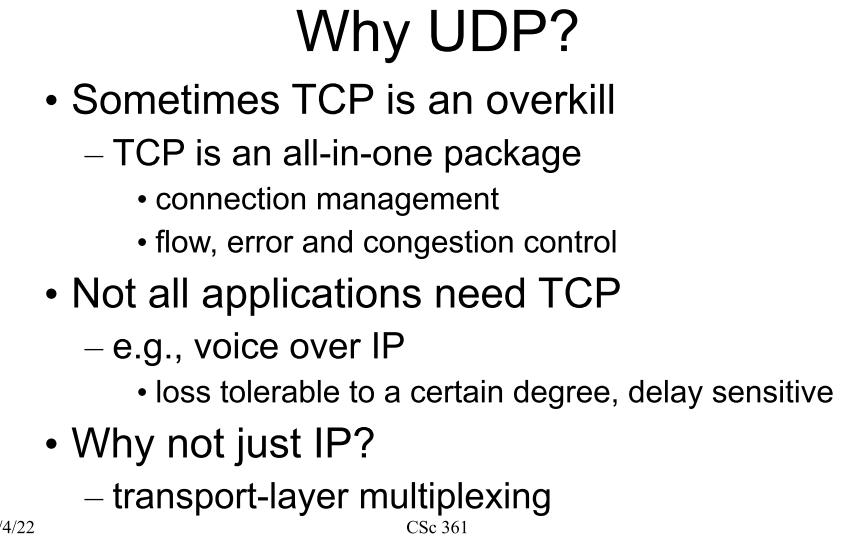 Why UDP?
• Sometimes TCP is an overkill
– TCP is an all-in-one package
• connection management
• flow, error and congestion control
• Not all applications need TCP
– e.g., voice over IP
• loss tolerable to a certain degree, delay sensitive
• Why not just IP?
– transport-layer multiplexing
/4/22 CSc 361